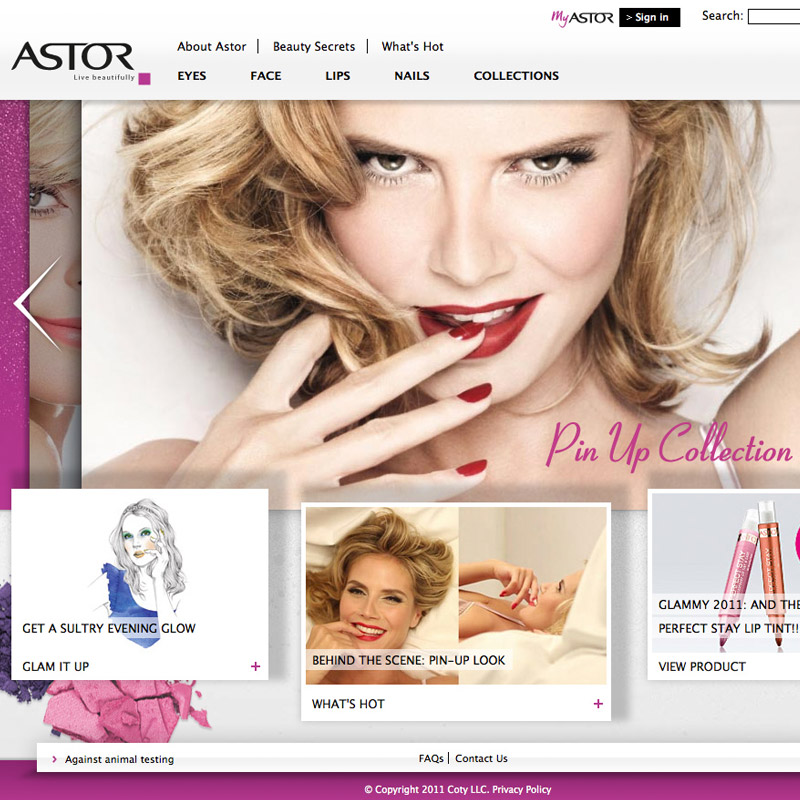 MyASTOR > Sign in Search:
ASTOR
Live beautifully
About Astor | Beauty Secrets | What's Hot
EYES FACE LIPS NAILS COLLECTIONS
Pin Up Collection
GET A SULTRY EVENING GLOW
GLAM IT UP +
BEHIND THE SCENE: PIN-UP LOOK
WHAT'S HOT +
GLAMMY 2011: AND THE
PERFECT STAY LIP TINT!!
VIEW PRODUCT
> Against animal testing
FAQs | Contact Us
© Copyright 2011 Coty LLC. Privacy Policy